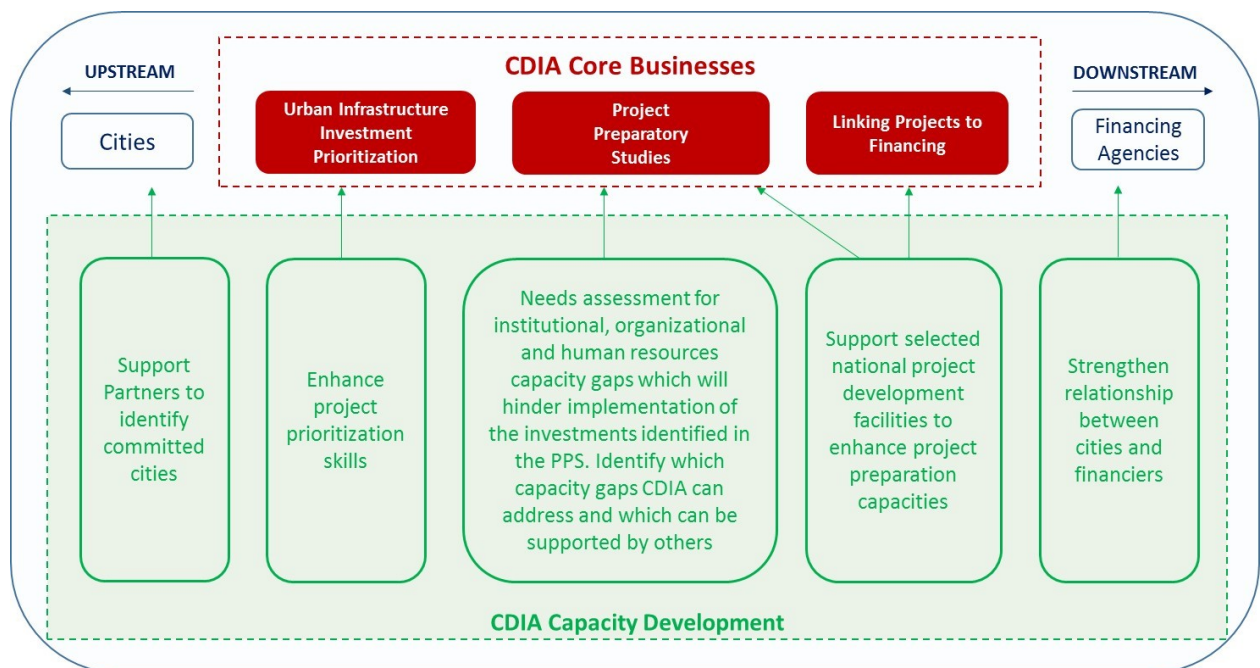 CDIA Core Businesses
UPSTREAM
DOWNSTREAM
Cities
Urban Infrastructure
Investment
Prioritization
Project
Preparatory
Studies
Linking Projects to
Financing
Financing
Agencies
Support
Partners to
identify
committed
cities
Enhance
project
prioritization
skills
Needs assessment for
institutional, organizational
and human resources
capacity gaps which will
hinder implementation of
the investments identified in
the PPS. Identify which
capacity gaps CDIA can
address and which can be
supported by others
Support selected
national project
development
facilities to
enhance project
preparation
capacities
Strengthen
relationship
between
cities and
financiers
CDIA Capacity Development